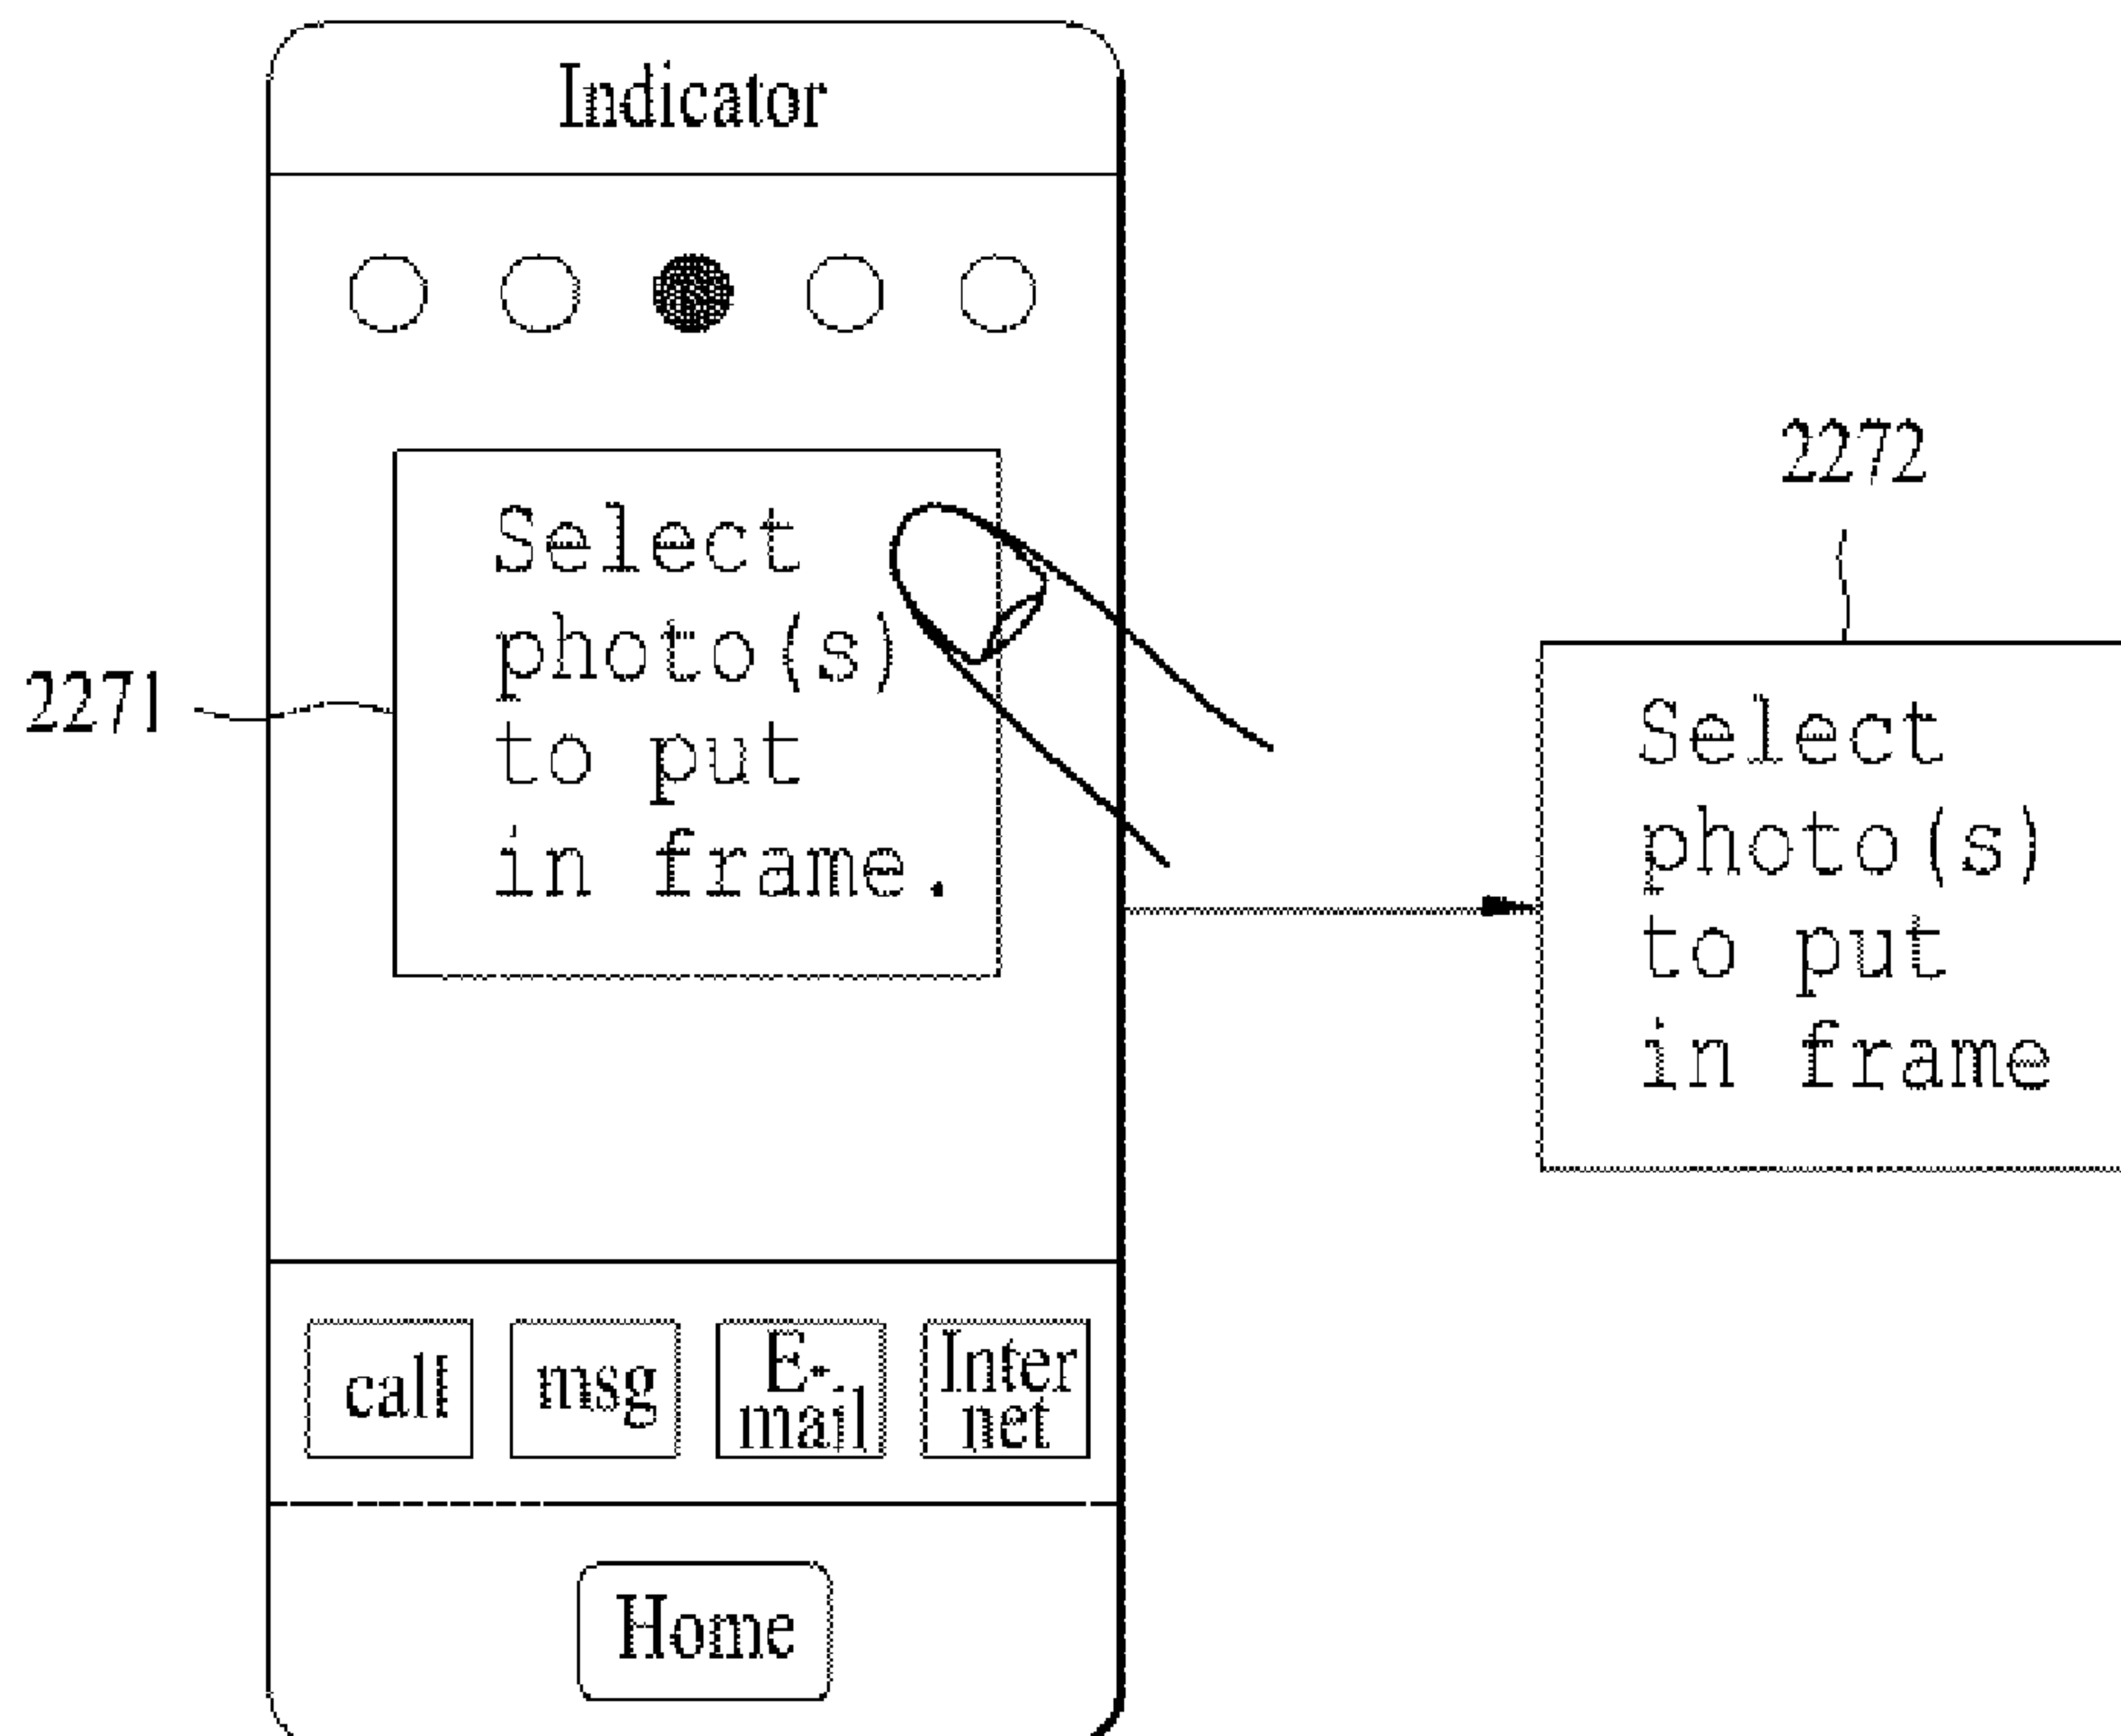 Indicator
Select
photo(s)
to put
in frame.
2271
2272
Select
photo(s)
to put
in frame
call
msg
E-
mail
Inter
net
Home